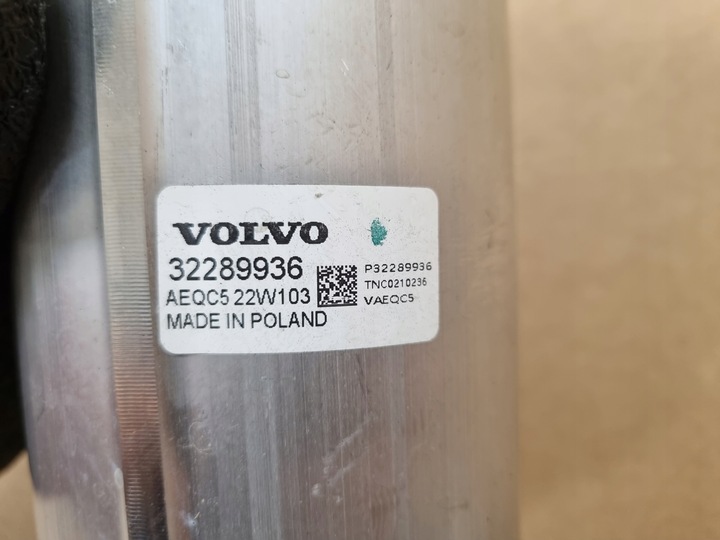 VOLVO
32289936
AEQC5 22W103
MADE IN POLAND
P32289936
TNC0210236
VAEQC5